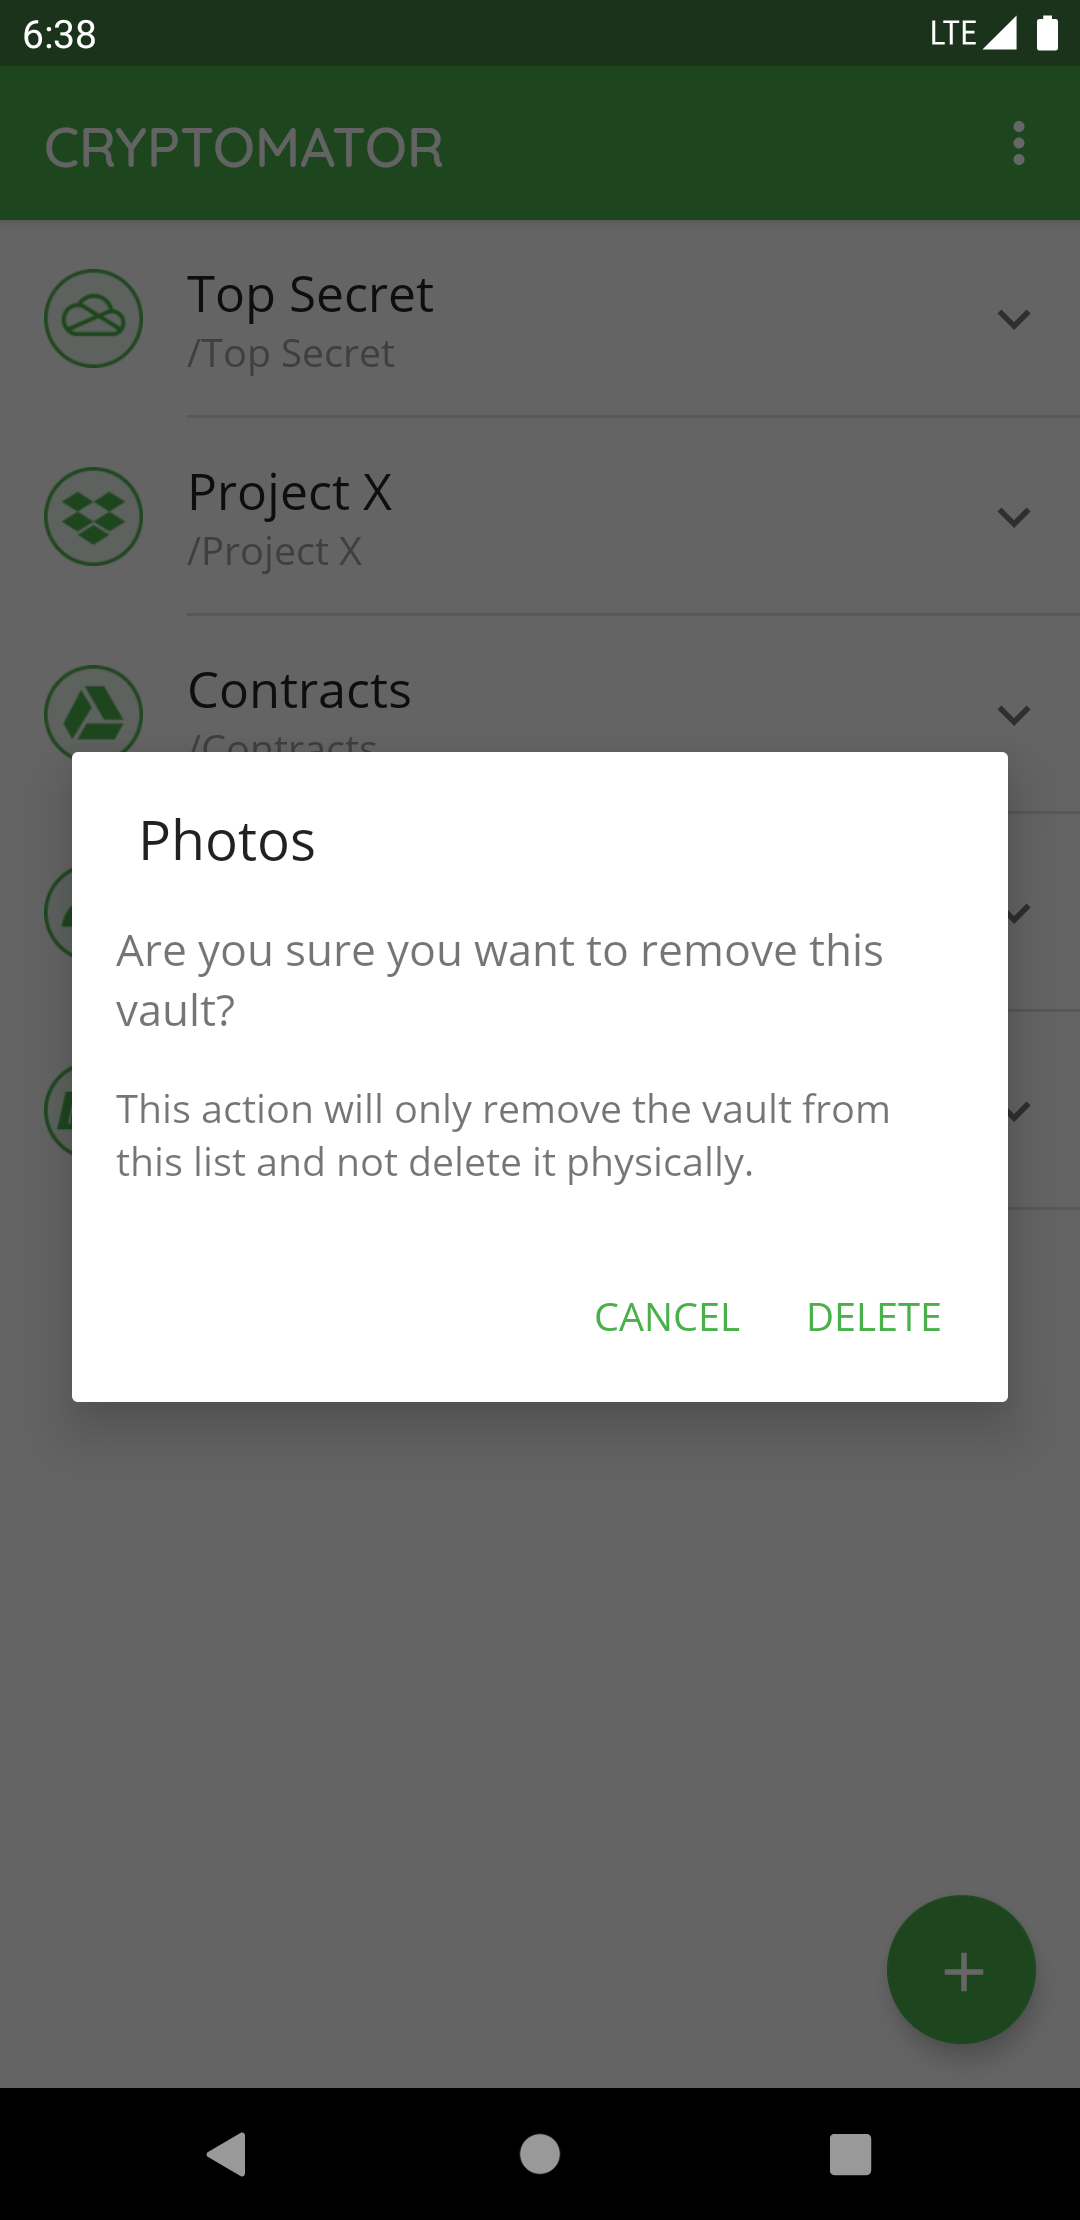 6:38
LTE
CRYPTOMATOR
Top Secret
/Top Secret
Project X
/Project X
Contracts
/Contracts
Photos
Are you sure you want to remove this
vault?
This action will only remove the vault from
this list and not delete it physically.
CANCEL
DELETE